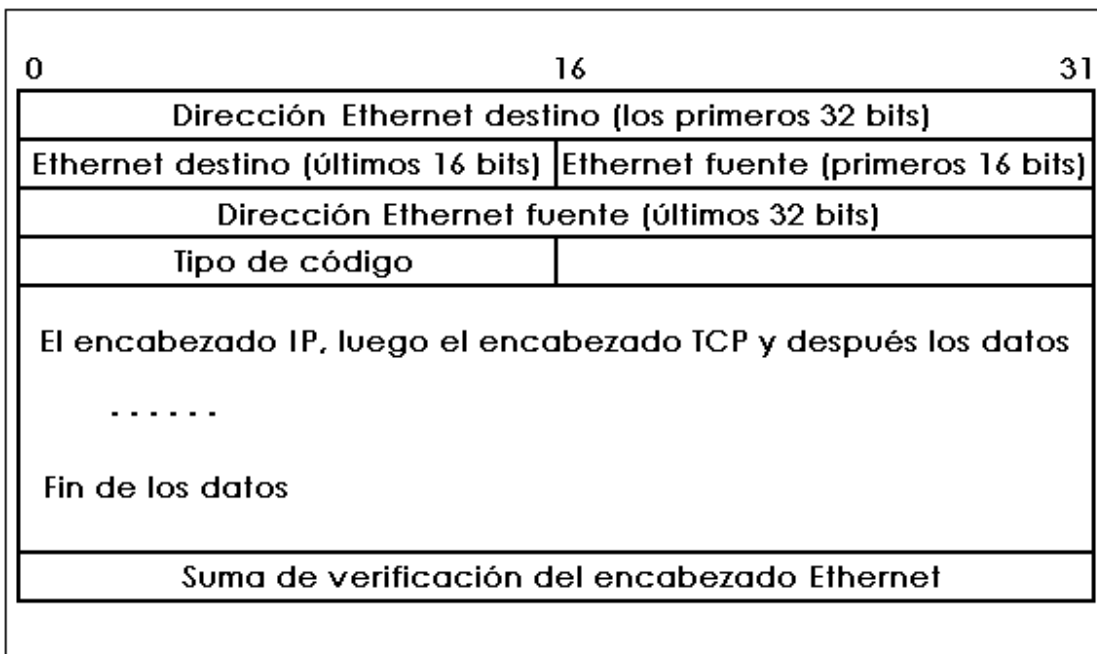 0 16 31
Dirección Ethernet destino (los primeros 32 bits)
Ethernet destino (últimos 16 bits) Ethernet fuente (primeros 16 bits)
Dirección Ethernet fuente (últimos 32 bits)
Tipo de código
El encabezado IP, luego el encabezado TCP y después los datos
- - - - - -
Fin de los datos
Suma de verificación del encabezado Ethernet